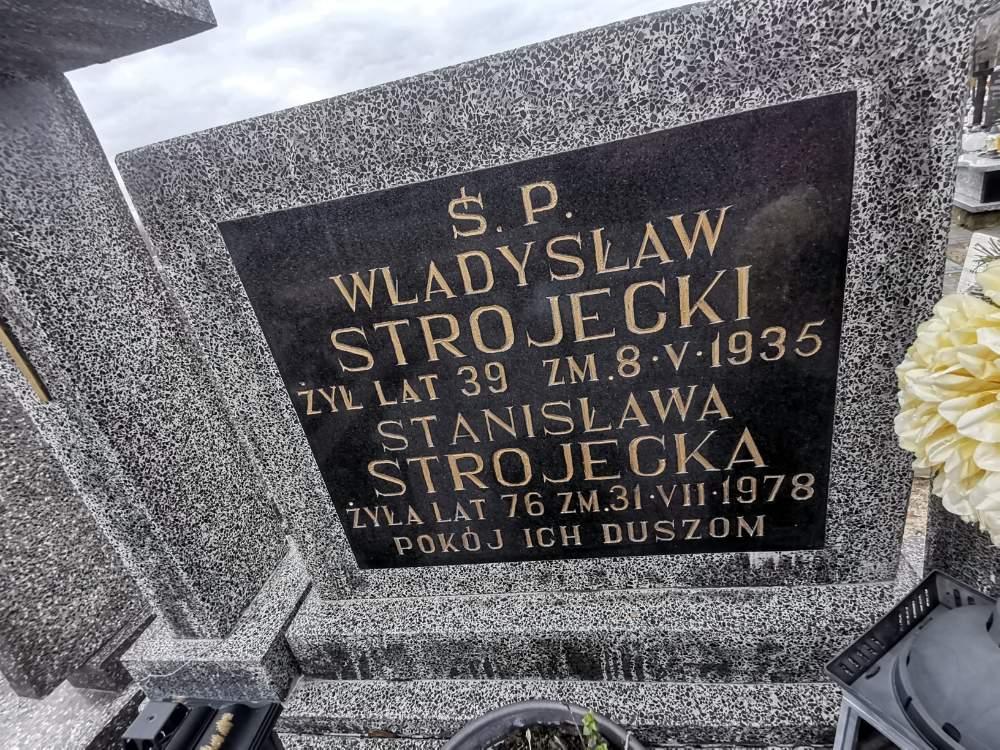 Ś. P.
WŁADYSŁAW
STROJECKI
ŻYŁ LAT 39 ZM. 8·V·1935
STANISŁAWA
STROJECKA
ŻYŁA LAT 76 ZM. 31·VII·1978
POKÓJ ICH DUSZOM